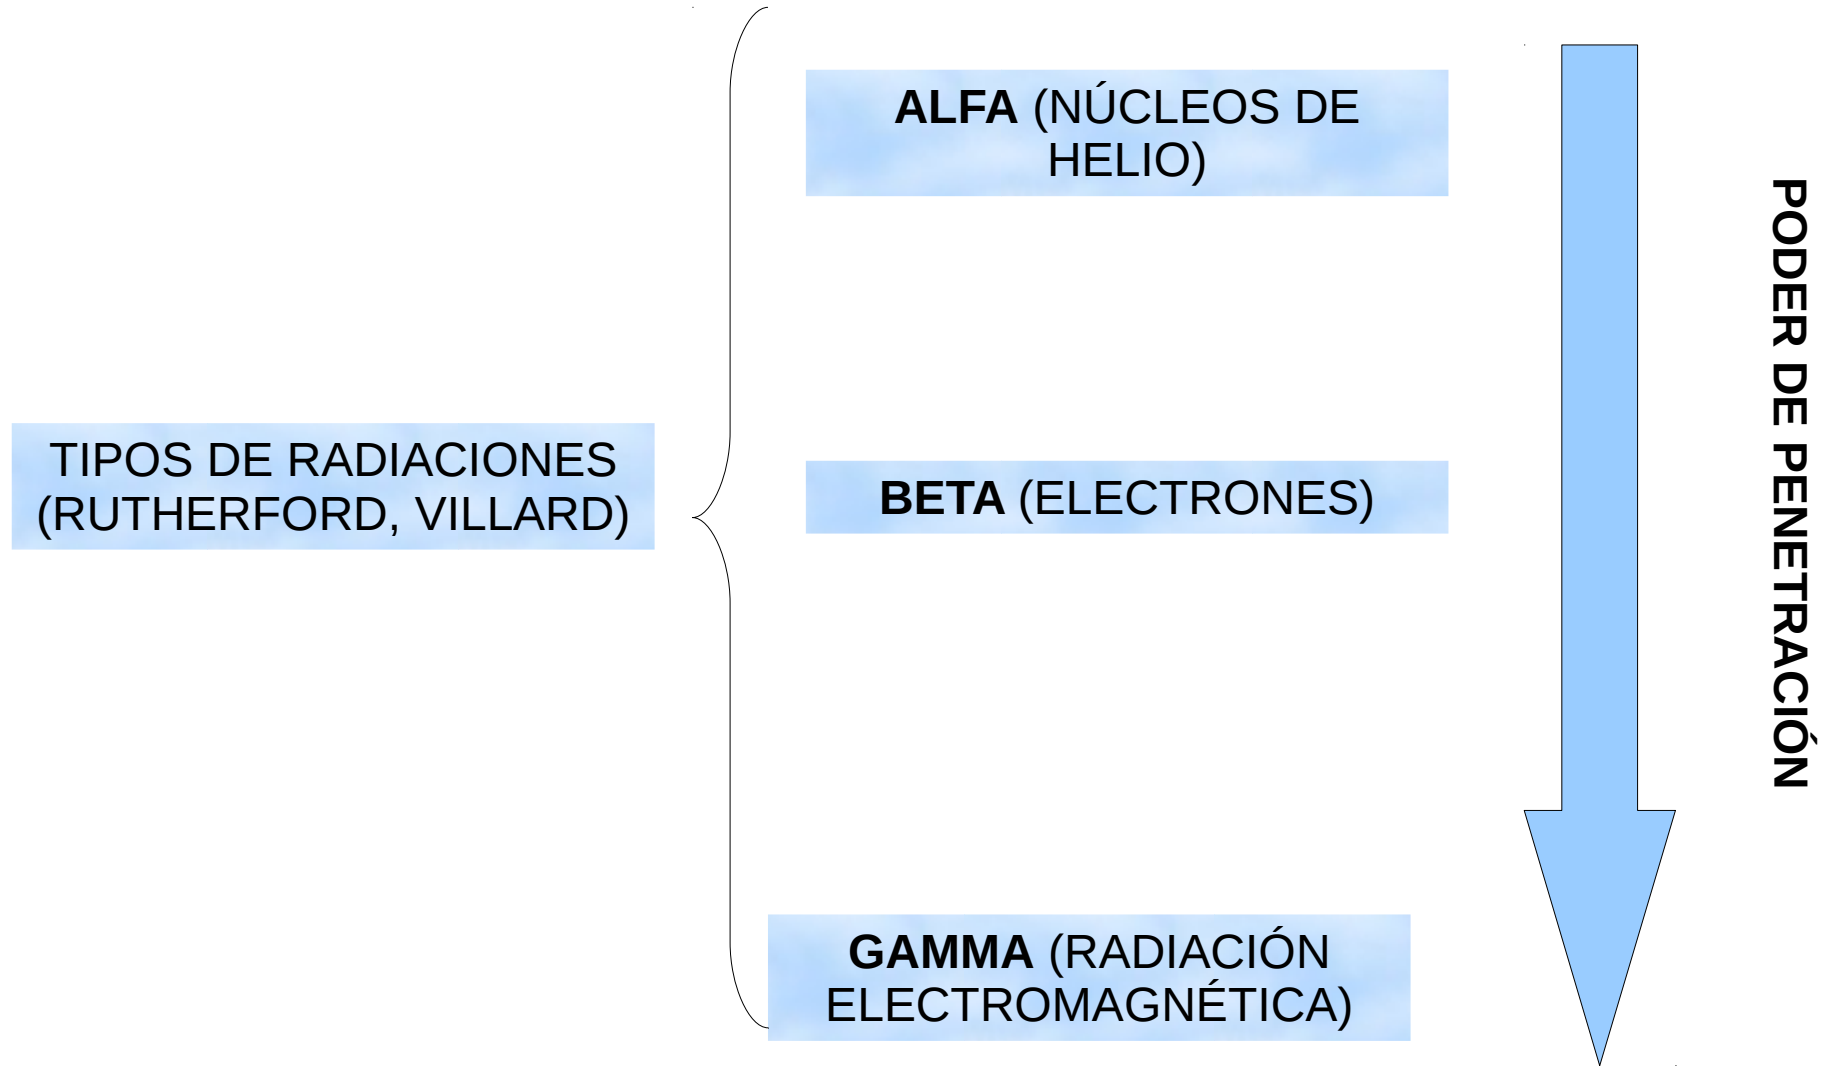 TIPOS DE RADIACIONES
(RUTHERFORD, VILLARD)
ALFA (NÚCLEOS DE
HELIO)
BETA (ELECTRONES)
GAMMA (RADIACIÓN
ELECTROMAGNÉTICA)
PODER DE PENETRACIÓN